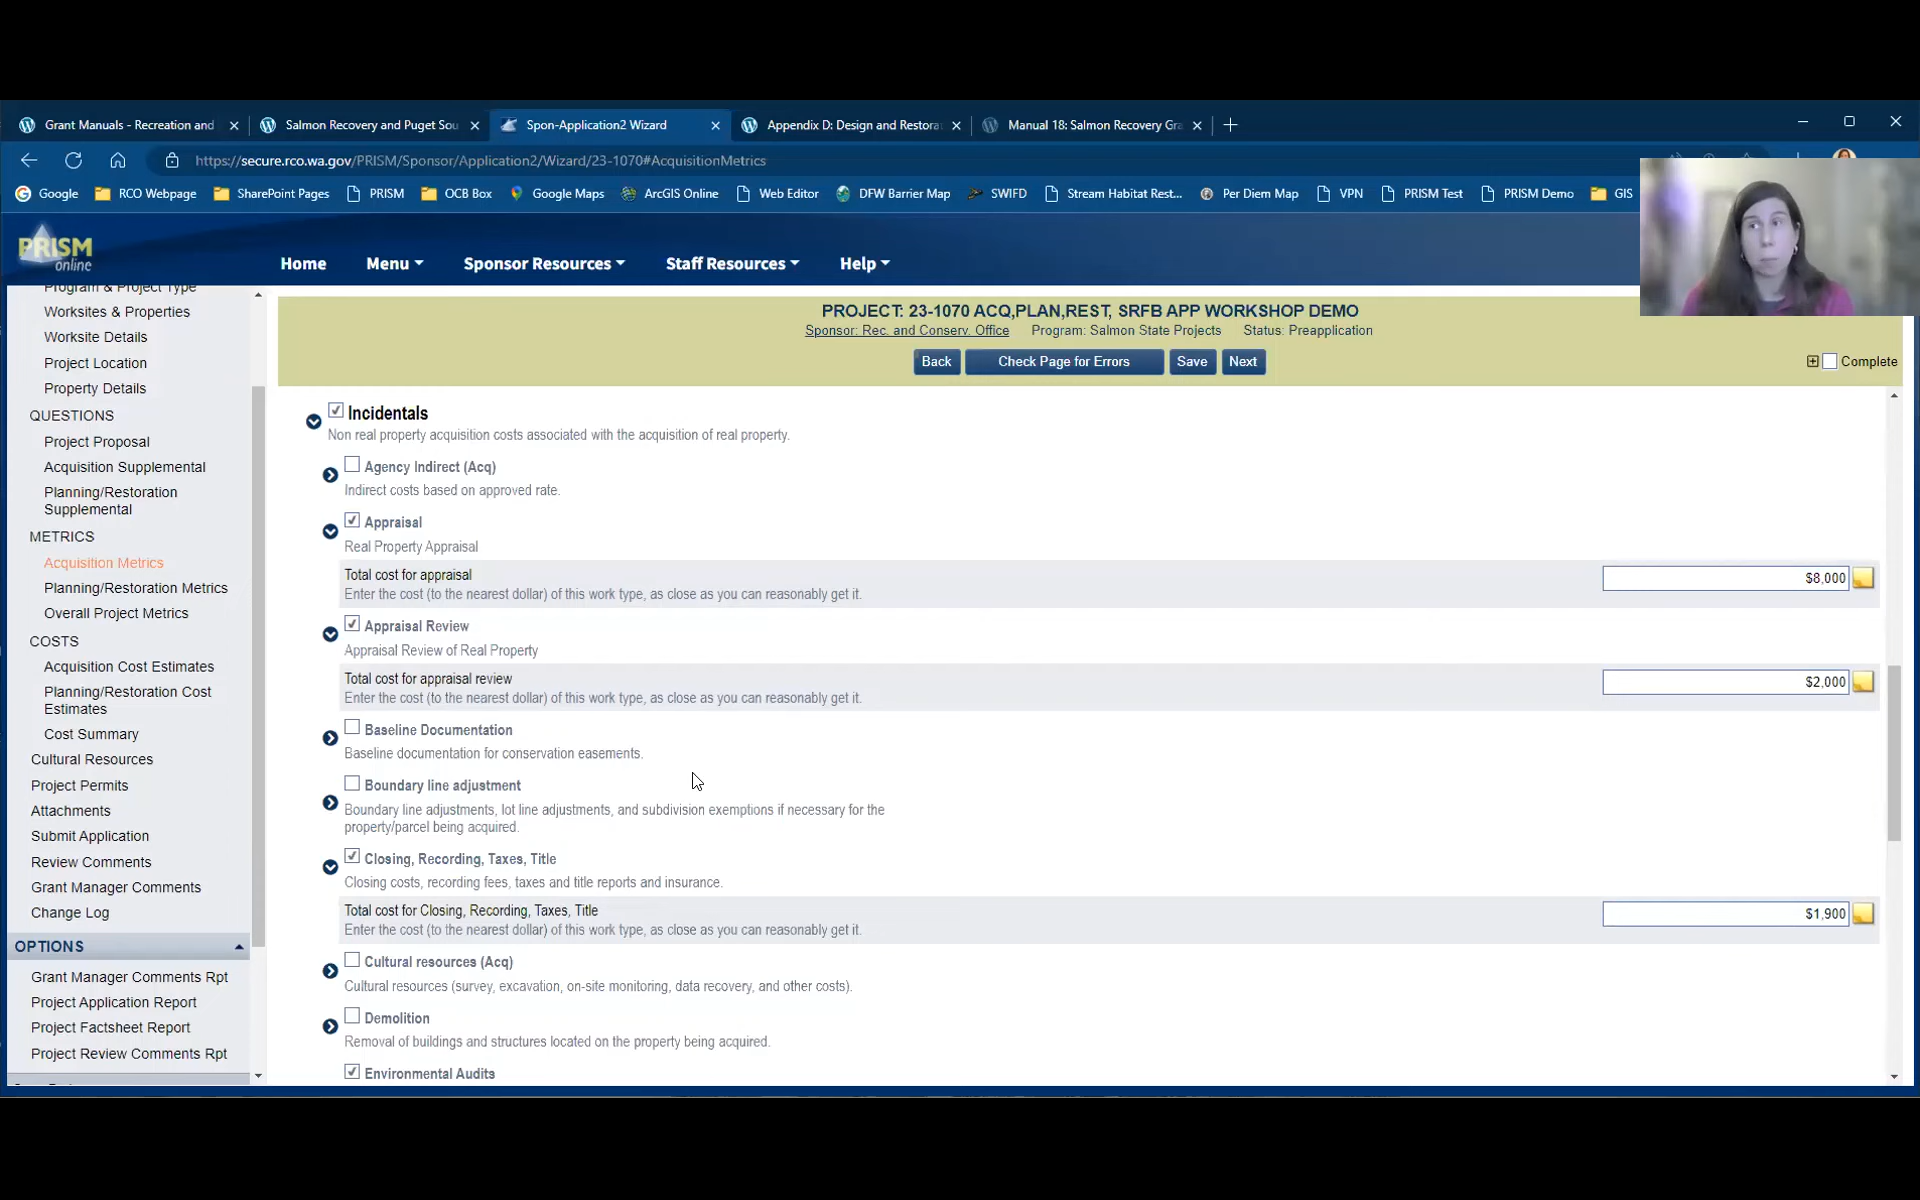 Grant Manuals - Recreation and
Salmon Recovery and Puget Sou
Spon-Application2 Wizard
Appendix D: Design and Restorat
Manual 18: Salmon Recovery Gra
https://secure.rco.wa.gov/PRISM/Sponsor/Application2/Wizard/23-1070#AcquisitionMetrics
Google
RCO Webpage
SharePoint Pages
PRISM
OCB Box
Google Maps
ArcGIS Online
Web Editor
DFW Barrier Map
SWIFD
Stream Habitat Rest...
Per Diem Map
VPN
PRISM Test
PRISM Demo
GIS
PRISM
online
Home
Menu
Sponsor Resources
Staff Resources
Help
Program & Project Type
Worksites & Properties
Worksite Details
Project Location
Property Details
QUESTIONS
Project Proposal
Acquisition Supplemental
Planning/Restoration
Supplemental
METRICS
Acquisition Metrics
Planning/Restoration Metrics
Overall Project Metrics
COSTS
Acquisition Cost Estimates
Planning/Restoration Cost
Estimates
Cost Summary
Cultural Resources
Project Permits
Attachments
Submit Application
Review Comments
Grant Manager Comments
Change Log
OPTIONS
Grant Manager Comments Rpt
Project Application Report
Project Factsheet Report
Project Review Comments Rpt
PROJECT: 23-1070 ACQ,PLAN,REST, SRFB APP WORKSHOP DEMO
Sponsor: Rec. and Conserv. Office Program: Salmon State Projects Status: Preapplication
Back
Check Page for Errors
Save
Next
Complete
Incidentals
Non real property acquisition costs associated with the acquisition of real property.
Agency Indirect (Acq)
Indirect costs based on approved rate.
Appraisal
Real Property Appraisal
Total cost for appraisal
Enter the cost (to the nearest dollar) of this work type, as close as you can reasonably get it.
$8,000
Appraisal Review
Appraisal Review of Real Property
Total cost for appraisal review
Enter the cost (to the nearest dollar) of this work type, as close as you can reasonably get it.
$2,000
Baseline Documentation
Baseline documentation for conservation easements.
Boundary line adjustment
Boundary line adjustments, lot line adjustments, and subdivision exemptions if necessary for the
property/parcel being acquired.
Closing, Recording, Taxes, Title
Closing costs, recording fees, taxes and title reports and insurance.
Total cost for Closing, Recording, Taxes, Title
Enter the cost (to the nearest dollar) of this work type, as close as you can reasonably get it.
$1,900
Cultural resources (Acq)
Cultural resources (survey, excavation, on-site monitoring, data recovery, and other costs).
Demolition
Removal of buildings and structures located on the property being acquired.
Environmental Audits